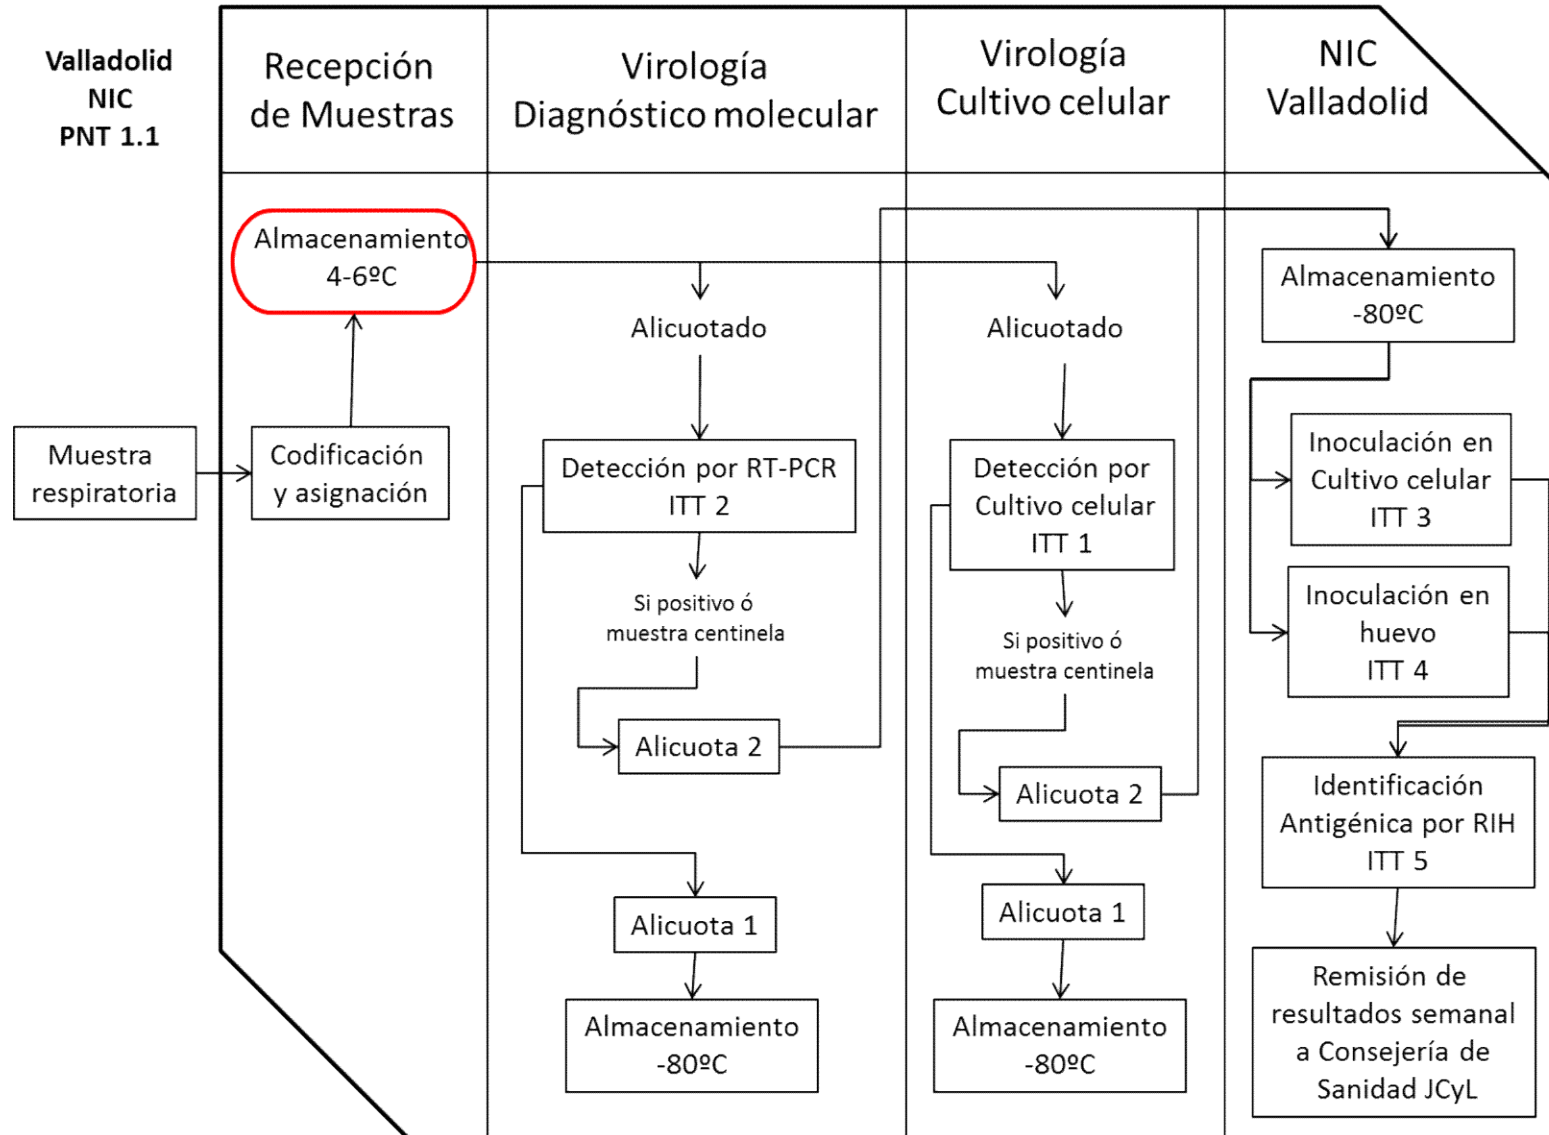 Valladolid
NIC
PNT 1.1
Recepción
de Muestras
Virología
Diagnóstico molecular
Virología
Cultivo celular
NIC
Valladolid
Muestra
respiratoria
Almacenamiento
4-6ºC
Codificación
y asignación
Alicuotado
Detección por RT-PCR
ITT 2
Si positivo ó
muestra centinela
Alicuota 2
Alicuota 1
Almacenamiento
-80ºC
Alicuotado
Detección por
Cultivo celular
ITT 1
Si positivo ó
muestra centinela
Alicuota 2
Alicuota 1
Almacenamiento
-80ºC
Almacenamiento
-80ºC
Inoculación en
Cultivo celular
ITT 3
Inoculación en
huevo
ITT 4
Identificación
Antigénica por RIH
ITT 5
Remisión de
resultados semanal
a Consejería de
Sanidad JCyL